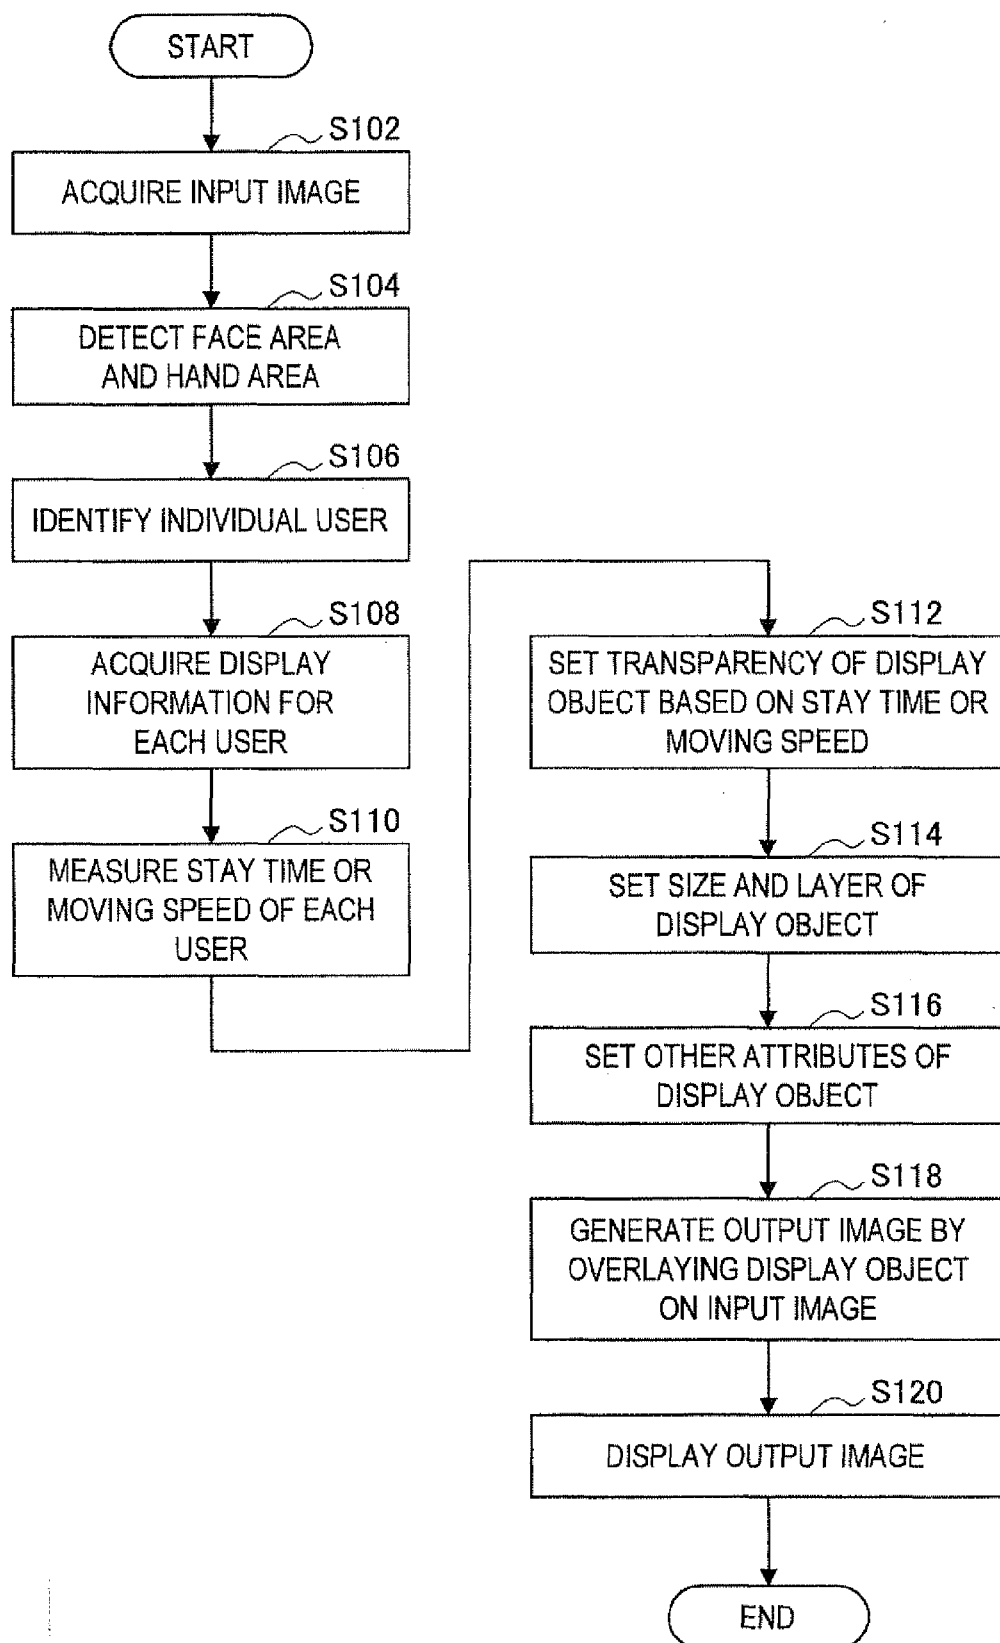 START
S102
ACQUIRE INPUT IMAGE
S104
DETECT FACE AREA
AND HAND AREA
S106
IDENTIFY INDIVIDUAL USER
S108
ACQUIRE DISPLAY
INFORMATION FOR
EACH USER
S110
MEASURE STAY TIME OR
MOVING SPEED OF EACH
USER
S112
SET TRANSPARENCY OF DISPLAY
OBJECT BASED ON STAY TIME OR
MOVING SPEED
S114
SET SIZE AND LAYER OF
DISPLAY OBJECT
S116
SET OTHER ATTRIBUTES OF
DISPLAY OBJECT
S118
GENERATE OUTPUT IMAGE BY
OVERLAYING DISPLAY OBJECT
ON INPUT IMAGE
S120
DISPLAY OUTPUT IMAGE
END